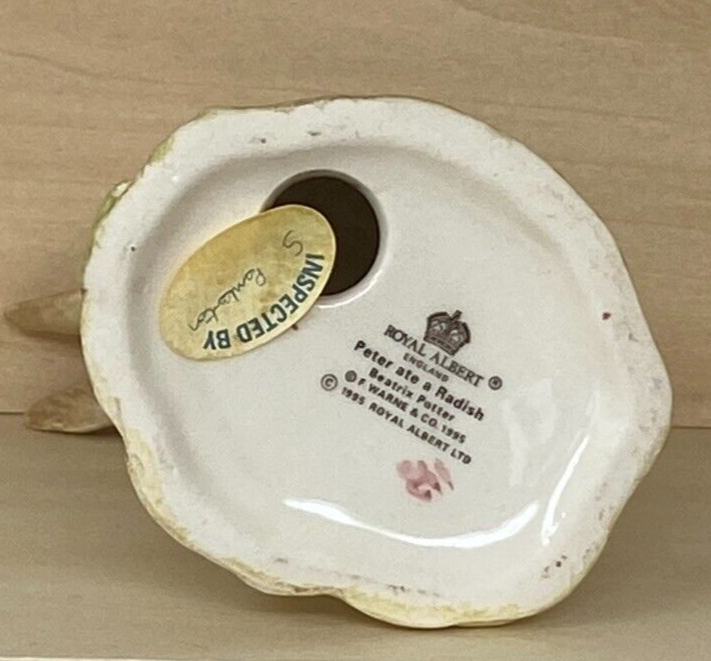 INSPECTED BY
S
ROYAL ALBERT ®
ENGLAND
Peter ate a Radish
Beatrix Potter
© F. WARNE & CO. 1995
© 1995 ROYAL ALBERT LTD